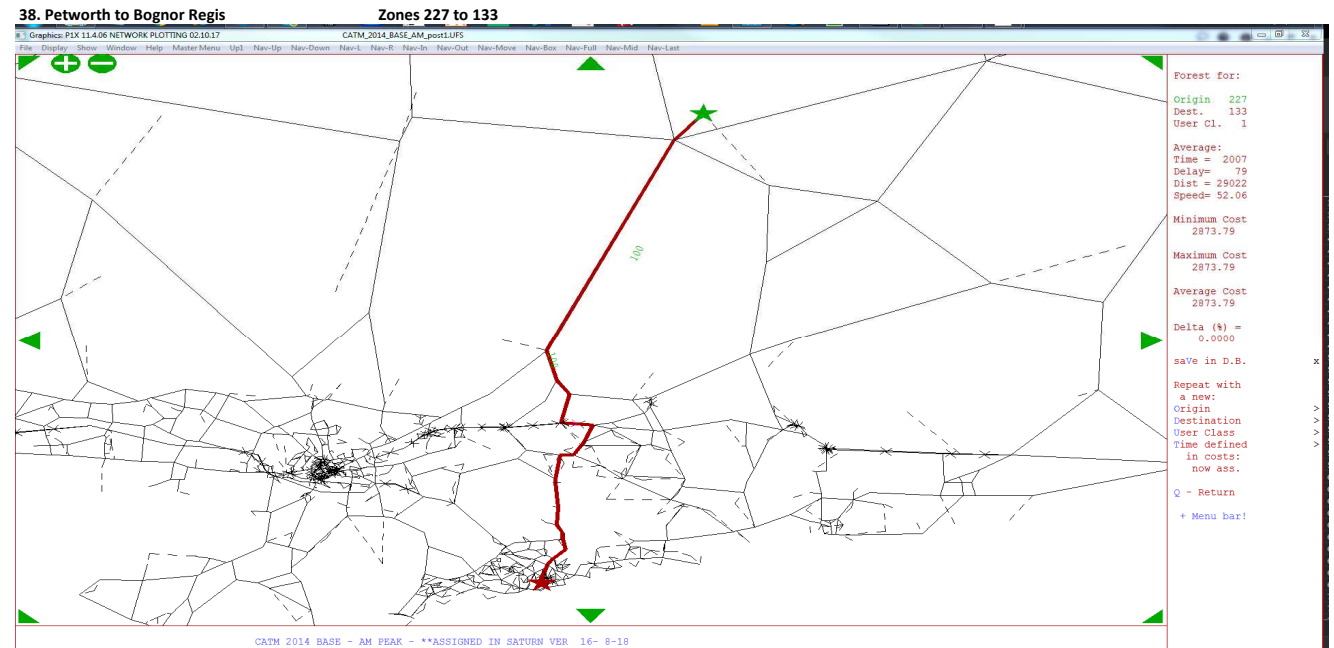 38. Petworth to Bognor Regis Zones 227 to 133
Graphics: P1X 11.4.06 NETWORK PLOTTING 02.10.17 CATM_2014_BASE_AM_post1.UFS
File Display Show Window Help Master Menu Up1 Nav-Up Nav-Down Nav-L Nav-R Nav-In Nav-Out Nav-Move Nav-Box Nav-Full Nav-Mid Nav-Last
Forest for:
Origin 227
Dest. 133
User Cl. 1
Average:
Time = 2007
Delay= 79
Dist = 29022
Speed= 52.06
Minimum Cost
2873.79
Maximum Cost
2873.79
Average Cost
2873.79
Delta (%) =
0.0000
saVe in D.B. x
Repeat with
a new:
Origin >
Destination >
User Class >
Time defined >
in costs:
now ass.
Q - Return
+ Menu bar!
100
100
CATM 2014 BASE - AM PEAK - **ASSIGNED IN SATURN VER 16- 8-18